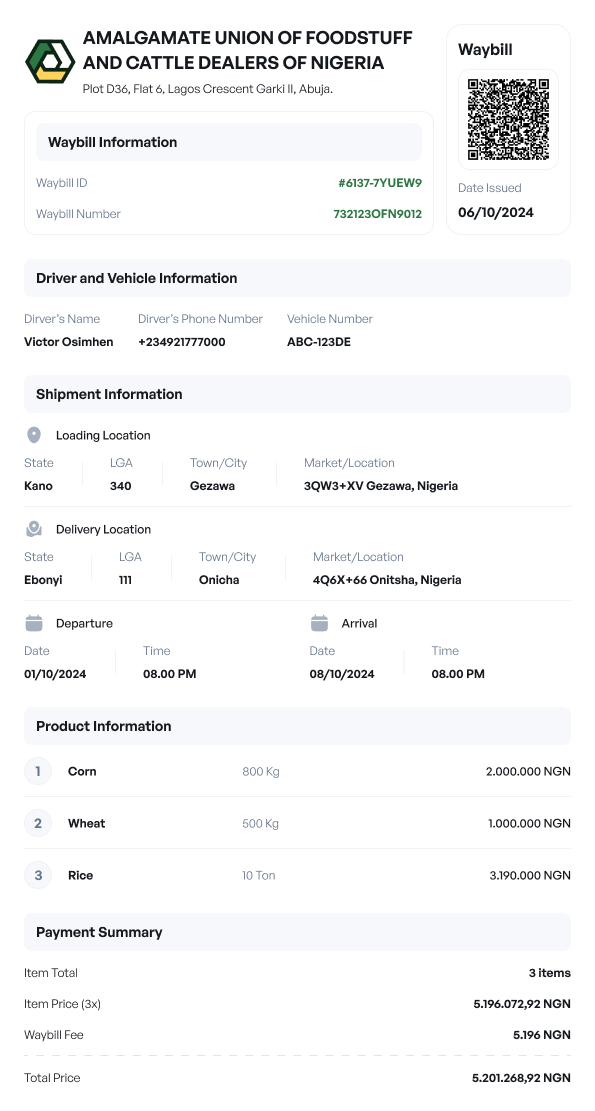 AMALGAMATE UNION OF FOODSTUFF
AND CATTLE DEALERS OF NIGERIA
Plot D36, Flat 6, Lagos Crescent Garki II, Abuja.
Waybill
Date Issued
06/10/2024
Waybill Information
Waybill ID #6137-7YUEW9
Waybill Number 732123OFN9012
Driver and Vehicle Information
Dirver's Name Dirver's Phone Number Vehicle Number
Victor Osimhen +234921777000 ABC-123DE
Shipment Information
Loading Location
State LGA Town/City Market/Location
Kano 340 Gezawa 3QW3+XV Gezawa, Nigeria
Delivery Location
State LGA Town/City Market/Location
Ebonyi 111 Onicha 4Q6X+66 Onitsha, Nigeria
Departure Arrival
Date Time Date Time
01/10/2024 08.00 PM 08/10/2024 08.00 PM
Product Information
1 Corn 800 Kg 2.000.000 NGN
2 Wheat 500 Kg 1.000.000 NGN
3 Rice 10 Ton 3.190.000 NGN
Payment Summary
Item Total 3 items
Item Price (3x) 5.196.072,92 NGN
Waybill Fee 5.196 NGN
Total Price 5.201.268,92 NGN